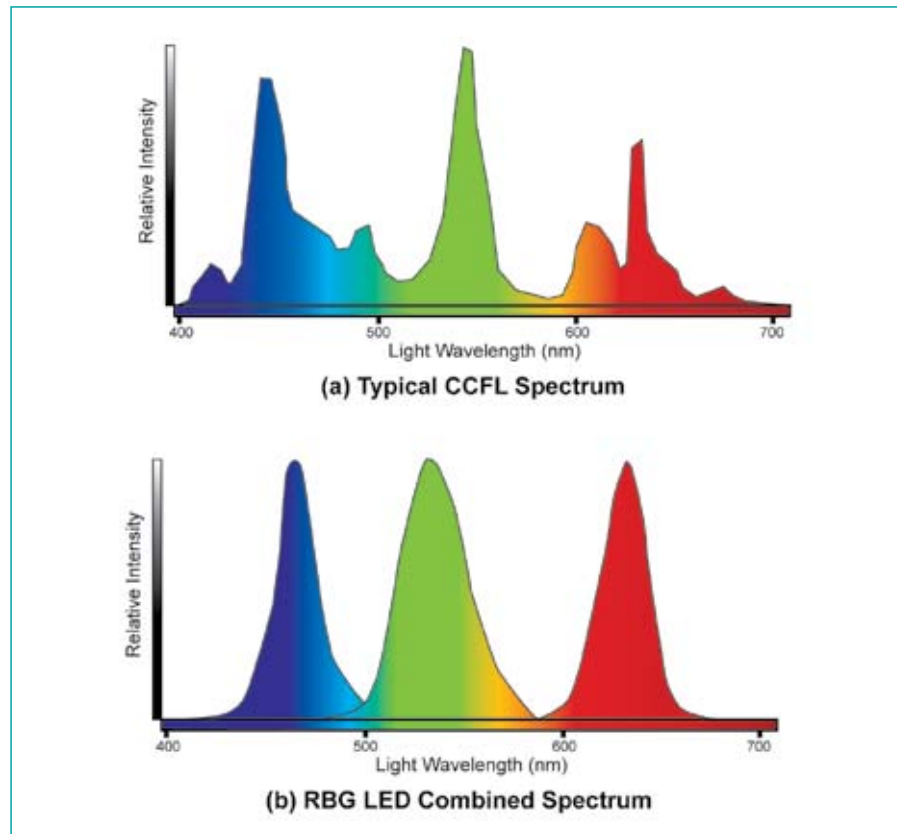 Relative Intensity
400 500 600 700
Light Wavelength (nm)
(a) Typical CCFL Spectrum
Relative Intensity
400 500 600 700
Light Wavelength (nm)
(b) RBG LED Combined Spectrum